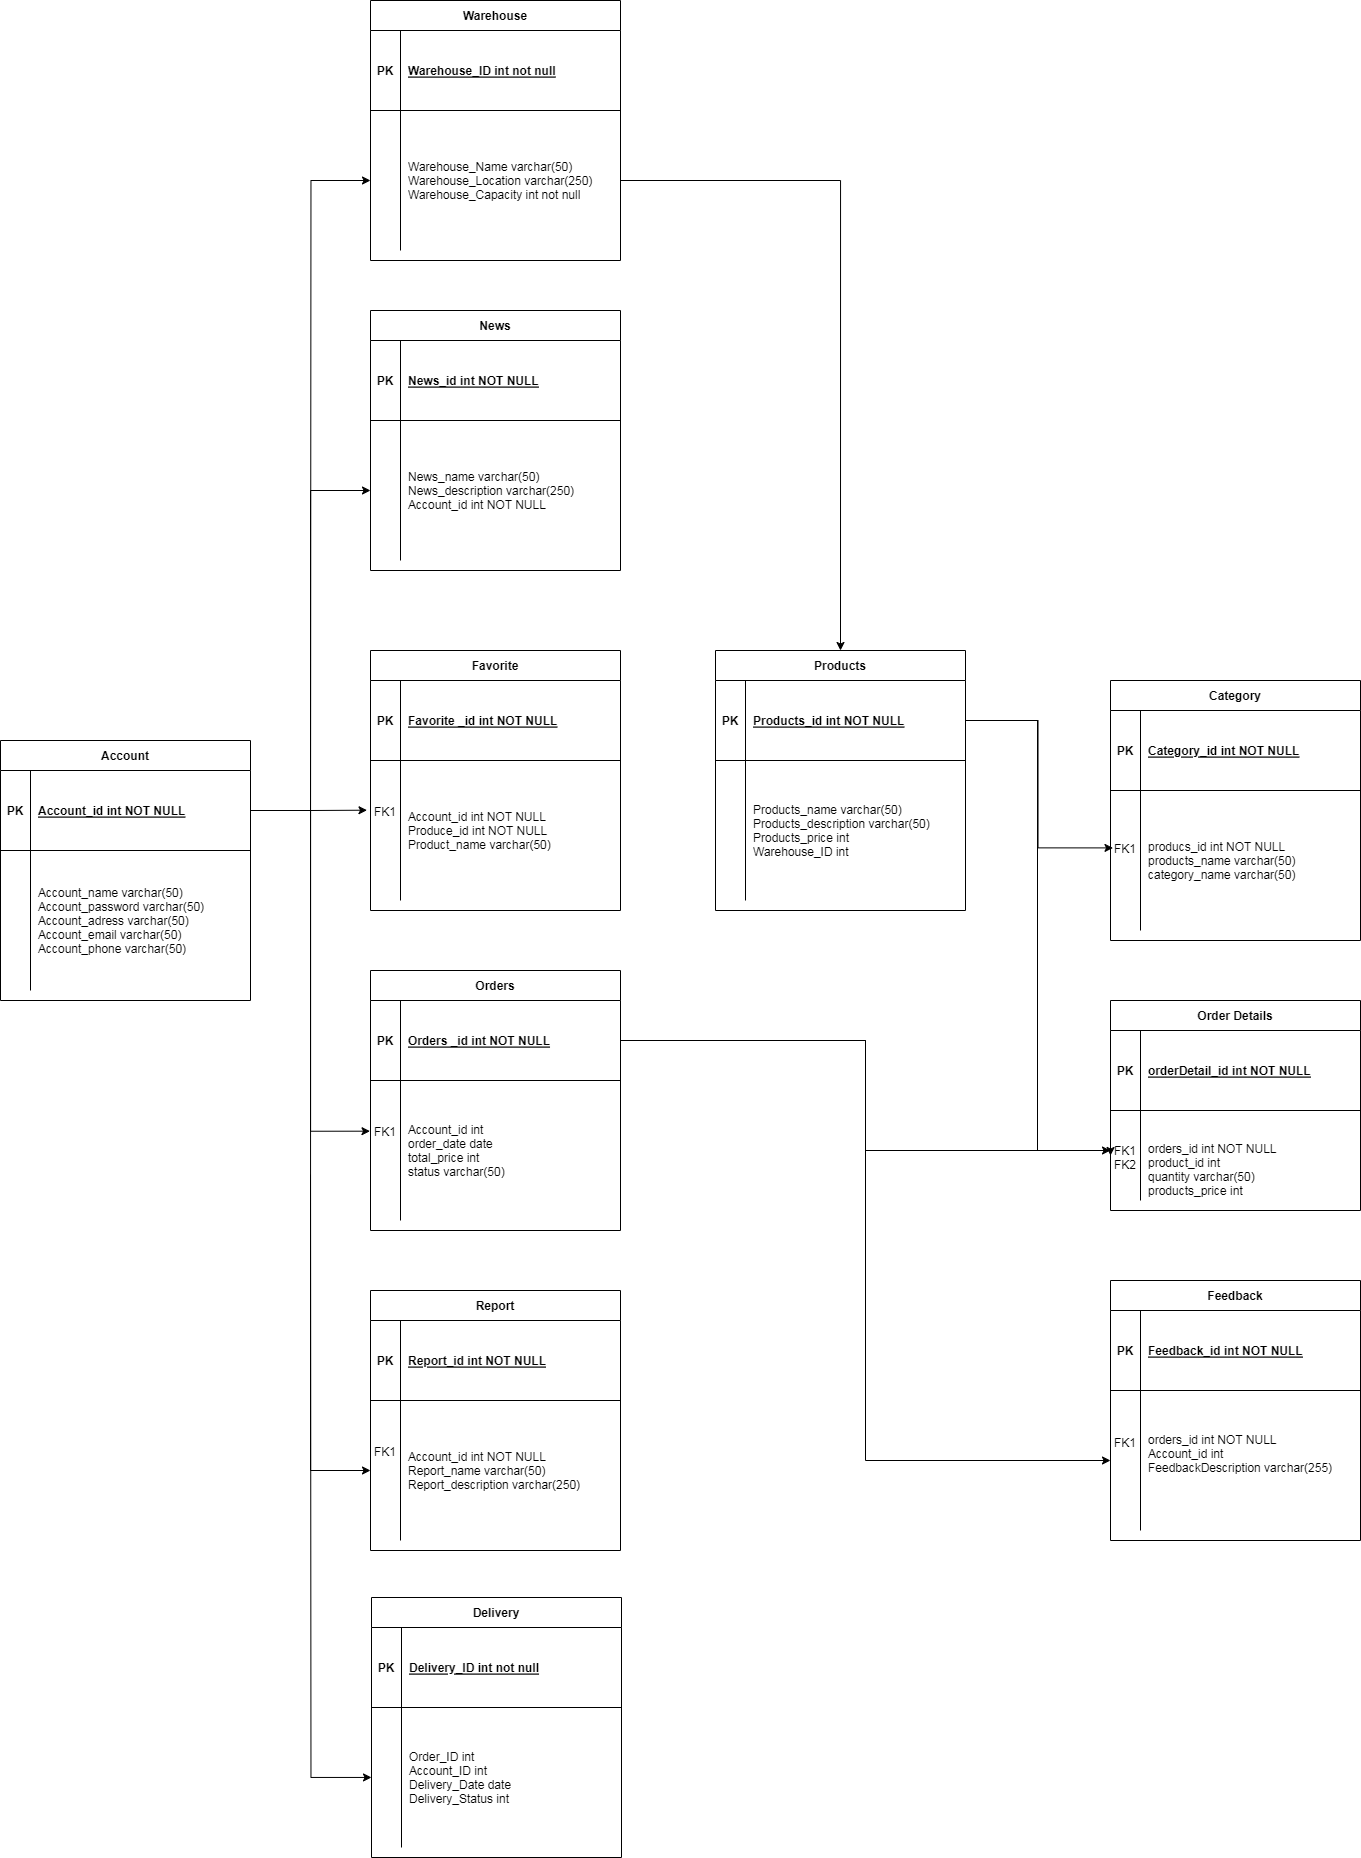 Warehouse
PK
Warehouse_ID int not null
Warehouse_Name varchar(50)
Warehouse_Location varchar(250)
Warehouse_Capacity int not null
News
PK
News_id int NOT NULL
News_name varchar(50)
News_description varchar(250)
Account_id int NOT NULL
Favorite
PK
Favorite _id int NOT NULL
FK1
Account_id int NOT NULL
Produce_id int NOT NULL
Product_name varchar(50)
Products
PK
Products_id int NOT NULL
Products_name varchar(50)
Products_description varchar(50)
Products_price int
Warehouse_ID int
Category
PK
Category_id int NOT NULL
FK1
producs_id int NOT NULL
products_name varchar(50)
category_name varchar(50)
Account
PK
Account_id int NOT NULL
Account_name varchar(50)
Account_password varchar(50)
Account_adress varchar(50)
Account_email varchar(50)
Account_phone varchar(50)
Orders
PK
Orders _id int NOT NULL
FK1
Account_id int
order_date date
total_price int
status varchar(50)
Order Details
PK
orderDetail_id int NOT NULL
FK1
FK2
orders_id int NOT NULL
product_id int
quantity varchar(50)
products_price int
Report
PK
Report_id int NOT NULL
FK1
Account_id int NOT NULL
Report_name varchar(50)
Report_description varchar(250)
Feedback
PK
Feedback_id int NOT NULL
FK1
orders_id int NOT NULL
Account_id int
FeedbackDescription varchar(255)
Delivery
PK
Delivery_ID int not null
Order_ID int
Account_ID int
Delivery_Date date
Delivery_Status int